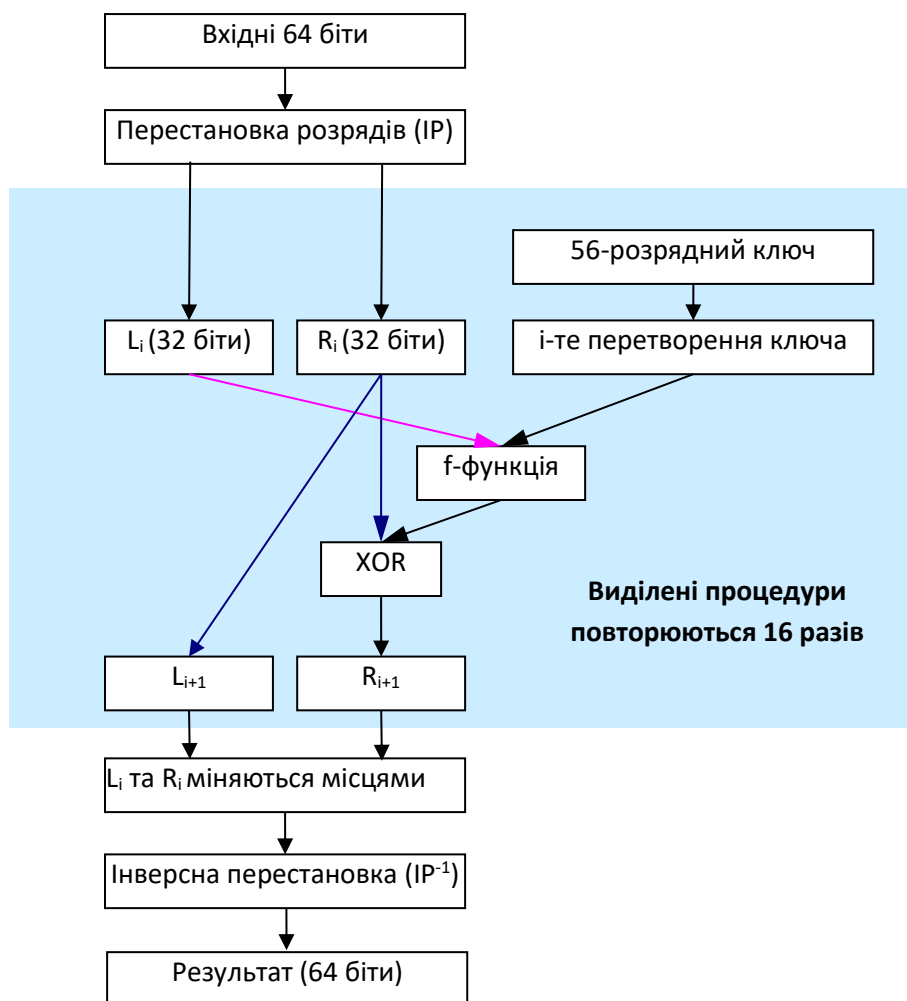 Вхідні 64 біти
Перестановка розрядів (IP)
56-розрядний ключ
Lᵢ (32 біти)
Rᵢ (32 біти)
і-те перетворення ключа
f-функція
XOR
Виділені процедури
повторюються 16 разів
Lᵢ₊₁
Rᵢ₊₁
Lᵢ та Rᵢ міняються місцями
Інверсна перестановка (IP⁻¹)
Результат (64 біти)